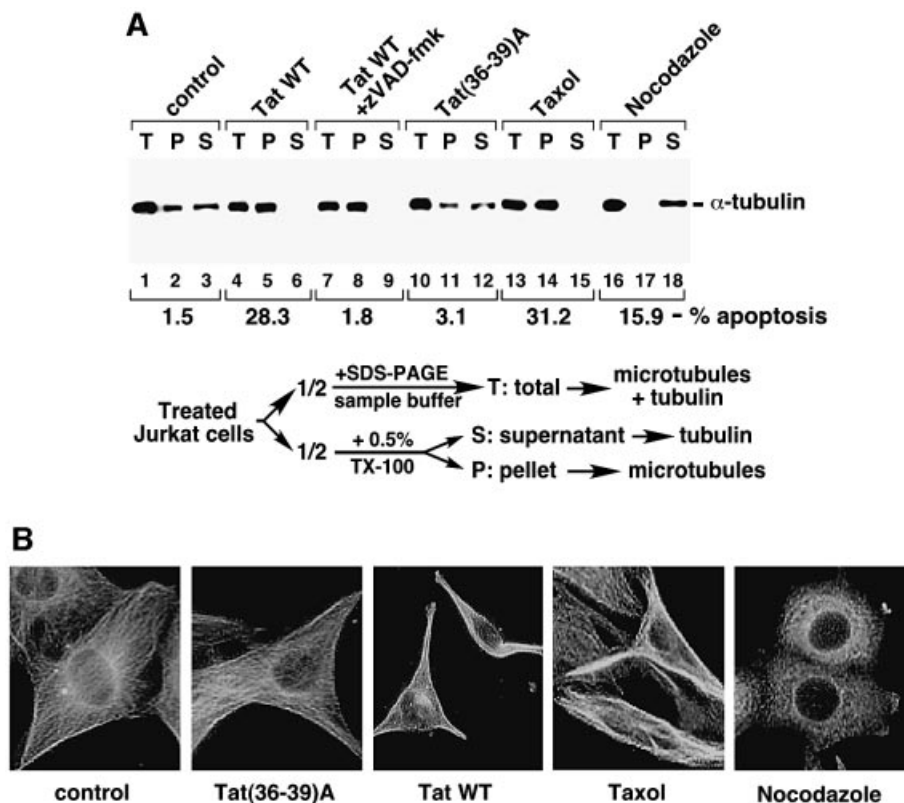 A
control Tat WT Tat WT +zVAD-fmk Tat(36-39)A Taxol Nocodazole
T P S T P S T P S T P S T P S T P S
α-tubulin
1 2 3 4 5 6 7 8 9 10 11 12 13 14 15 16 17 18
1.5 28.3 1.8 3.1 31.2 15.9 - % apoptosis
Treated Jurkat cells
1/2 +SDS-PAGE sample buffer T: total microtubules + tubulin
1/2 + 0.5% TX-100 S: supernatant tubulin
P: pellet microtubules
B
control Tat(36-39)A Tat WT Taxol Nocodazole